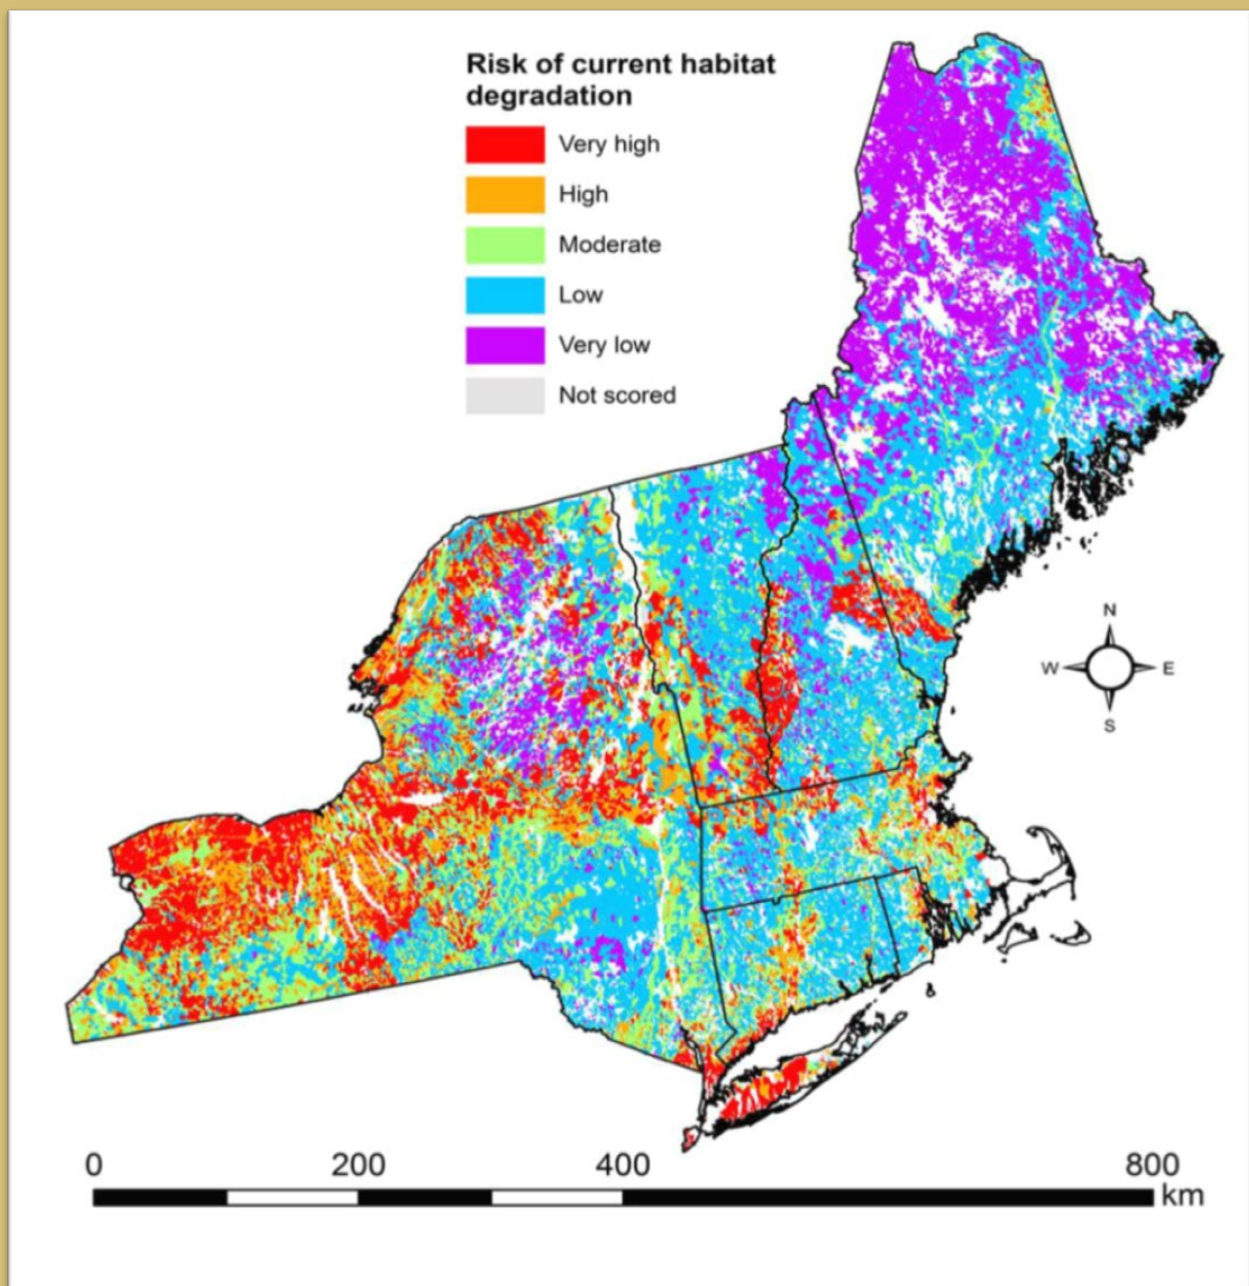 Risk of current habitat
degradation
Very high
High
Moderate
Low
Very low
Not scored
N
W E
S
0 200 400 800
km